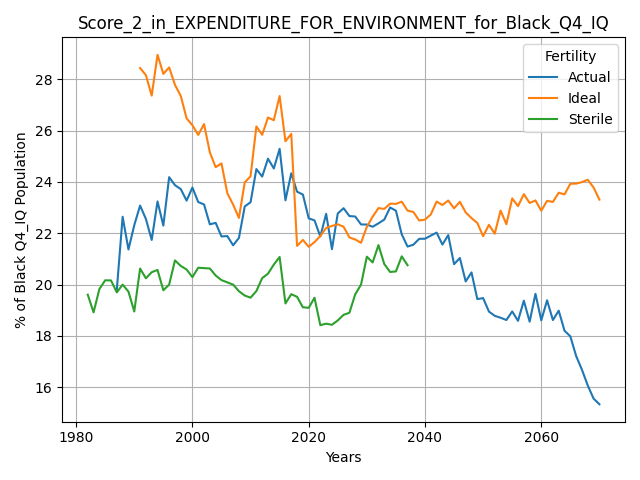 Score_2_in_EXPENDITURE_FOR_ENVIRONMENT_for_Black_Q4_IQ
Fertility
Actual
Ideal
Sterile
% of Black Q4_IQ Population
28
26
24
22
20
18
16
1980
2000
2020
2040
2060
Years